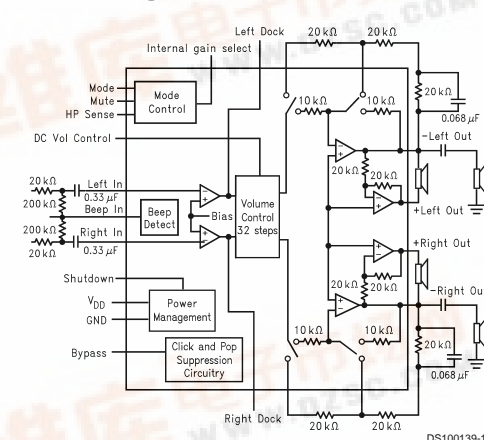 Left Dock
20 kΩ 20 kΩ
Internal gain select
Mode
Mute
HP Sense
Mode
Control
10 kΩ 10 kΩ
20 kΩ
0.068 µF
DC Vol Control
-Left Out
20 kΩ
20 kΩ
+Left Out
20 kΩ
Left In
0.33 µF
200 kΩ
Beep In
Beep
Detect
Bias
Volume
Control
32 steps
200 kΩ
Right In
0.33 µF
20 kΩ
+Right Out
20 kΩ
20 kΩ
-Right Out
Shutdown
VDD
GND
Power
Management
10 kΩ 10 kΩ
20 kΩ
0.068 µF
Bypass
Click and Pop
Suppression
Circuitry
Right Dock
20 kΩ 20 kΩ
DS100139-1